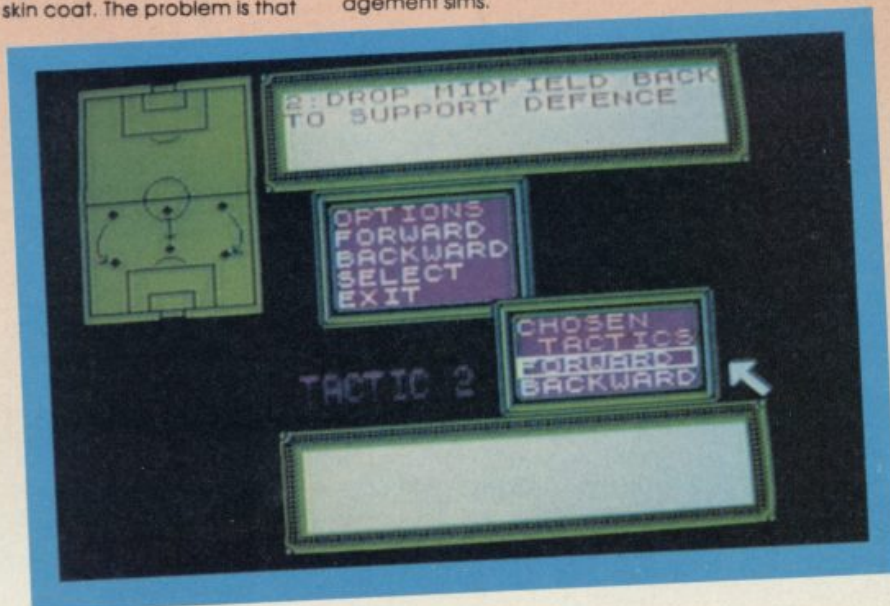 skin coat. The problem is that
agement sims.
2:DROP MIDFIELD BACK
TO SUPPORT DEFENCE
OPTIONS
FORWARD
BACKWARD
SELECT
EXIT
CHOSEN
TACTICS
FORWARD
BACKWARD
TACTIC 2